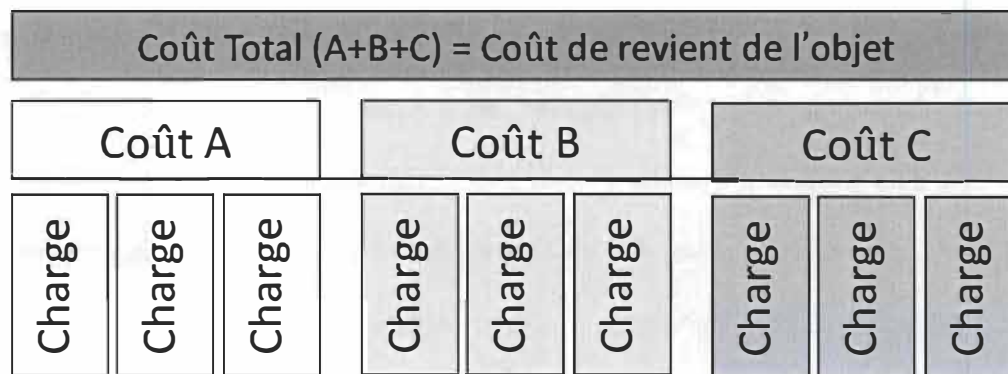 Coût Total (A+B+C) = Coût de revient de l'objet
Coût A
Coût B
Coût C
Charge
Charge
Charge
Charge
Charge
Charge
Charge
Charge
Charge